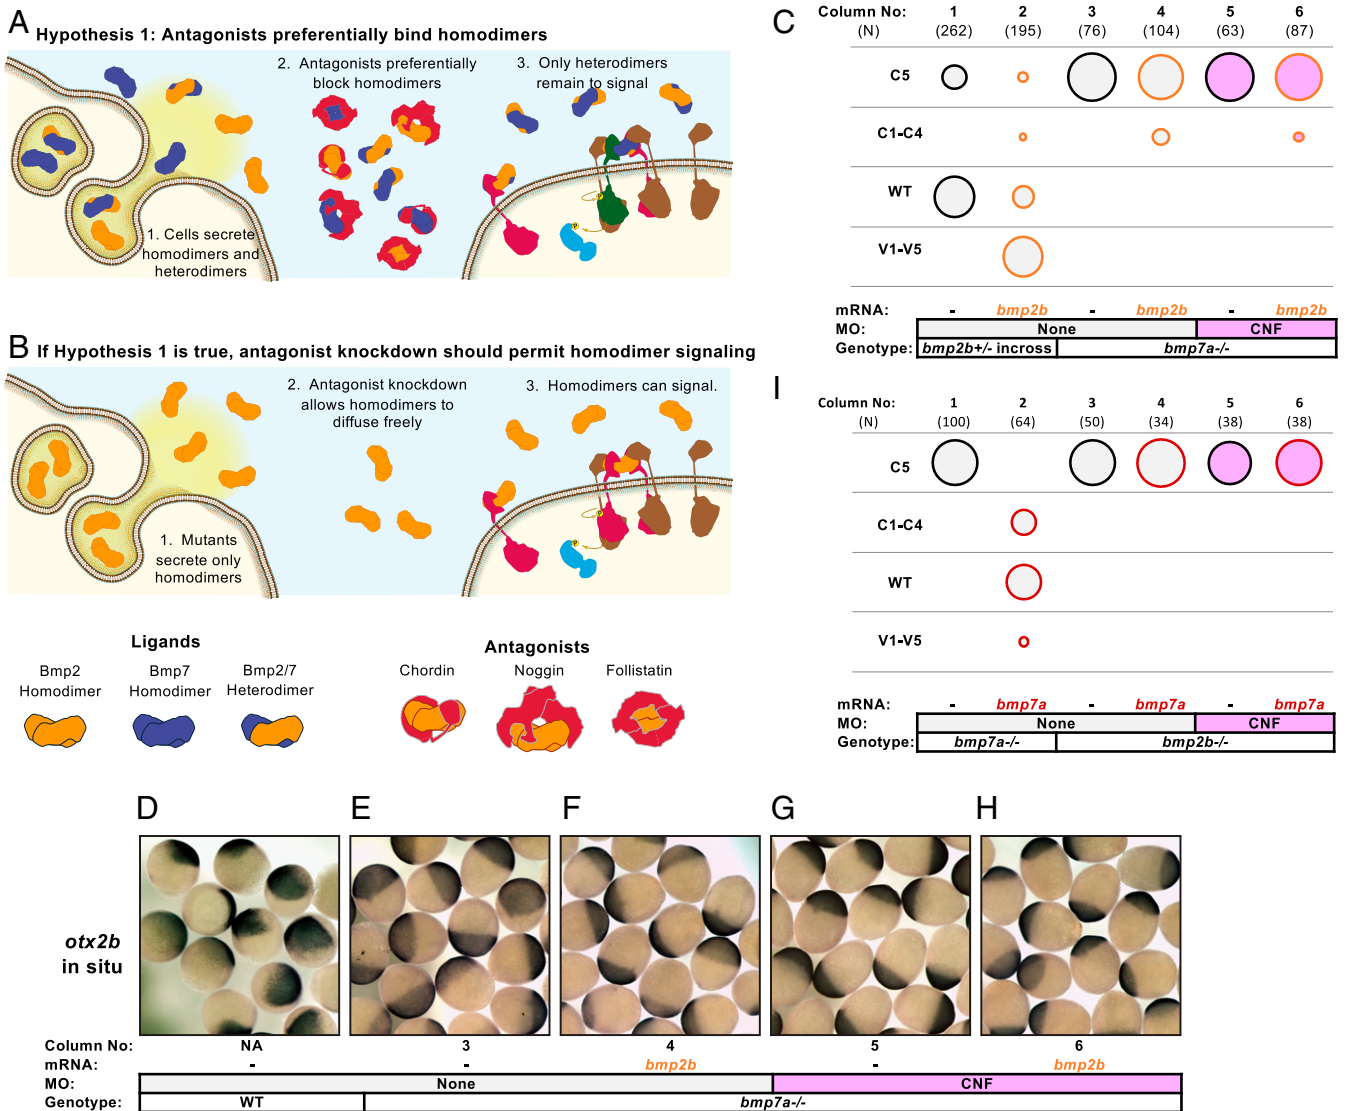 A
Hypothesis 1: Antagonists preferentially bind homodimers
2. Antagonists preferentially
block homodimers
3. Only heterodimers
remain to signal
1. Cells secrete
homodimers and
heterodimers
P
P
B
If Hypothesis 1 is true, antagonist knockdown should permit homodimer signaling
2. Antagonist knockdown
allows homodimers to
diffuse freely
3. Homodimers can signal.
1. Mutants
secrete only
homodimers
P
P
Ligands
Bmp2
Homodimer
Bmp7
Homodimer
Bmp2/7
Heterodimer
Antagonists
Chordin
Noggin
Follistatin
C
Column No: 1 2 3 4 5 6
(N) (262) (195) (76) (104) (63) (87)
C5
C1-C4
WT
V1-V5
mRNA: - bmp2b - bmp2b - bmp2b
MO: None CNF
Genotype: bmp2b+/- incross bmp7a-/-
I
Column No: 1 2 3 4 5 6
(N) (100) (64) (50) (34) (38) (38)
C5
C1-C4
WT
V1-V5
mRNA: - bmp7a - bmp7a - bmp7a
MO: None CNF
Genotype: bmp7a-/- bmp2b-/-
D E F G H
otx2b
in situ
Column No: NA 3 4 5 6
mRNA: - - bmp2b - bmp2b
MO: None CNF
Genotype: WT bmp7a-/-